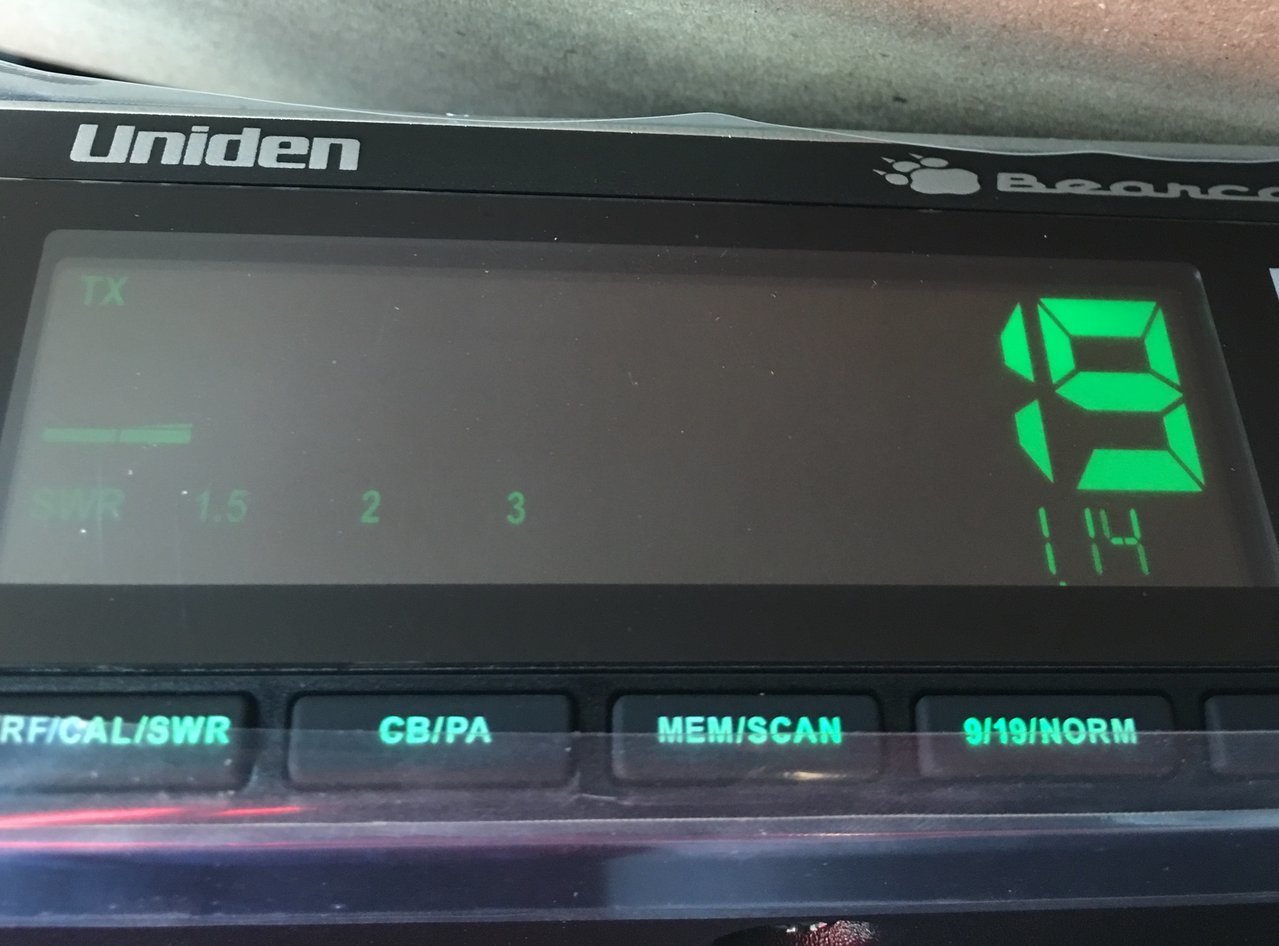 Uniden Bearca
TX
19
SWR 1.5 2 3
1.14
RF/CAL/SWR CB/PA MEM/SCAN 9/19/NORM